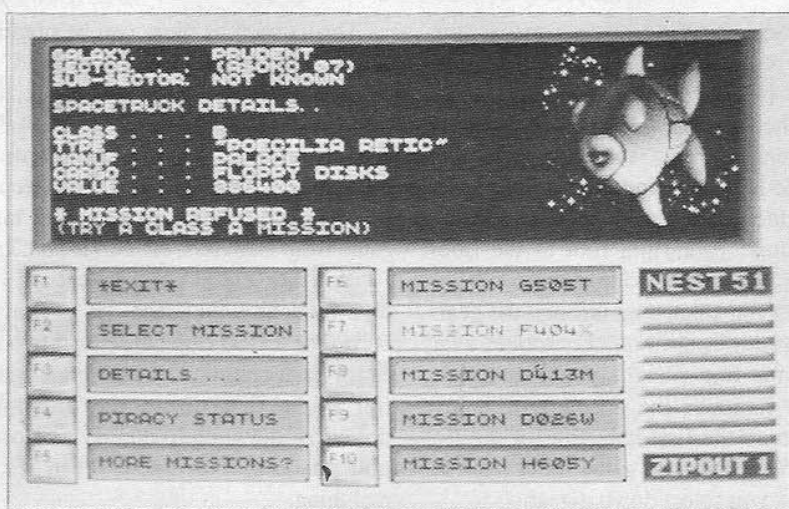 GALAXY. . . PRUDENT
SECTOR. . . 07)
SUB-SECTOR. NOT KNOWN
SPACETRUCK DETAILS. .
CLASS . . . B
TYPE . . . "POECILIA RETIC"
MANUF . . . PALACE
CARGO . . . FLOPPY DISKS
VALUE . . .
* MISSION REFUSED *
(TRY A CLASS A MISSION)
F1 *EXIT*
F2 SELECT MISSION
F3 DETAILS....
F4 PIRACY STATUS
F5 MORE MISSIONS?
F6 MISSION G505T
F7 MISSION F404X
F8 MISSION D413M
F9 MISSION D026W
F10 MISSION H605Y
NEST 51
ZIPOUT 1